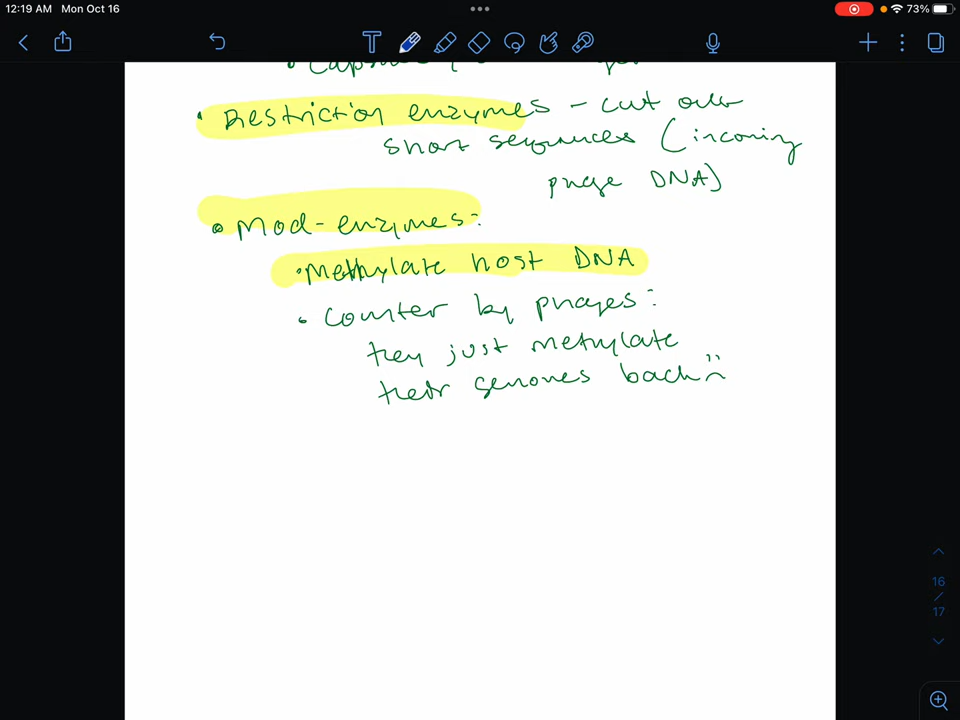 12:19 AM Mon Oct 16
73%
T
• Restriction enzymes - cut over
short sequences (incoming
phage DNA)
• Mod-enzymes:
• Methylate host DNA
• Counter by phages:
they just methylate
their genomes back :(
16
/
17